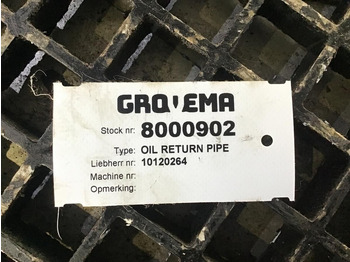 GROVEMA
Stock nr: 8000902
Type: OIL RETURN PIPE
Liebherr nr: 10120264
Machine nr:
Opmerking: